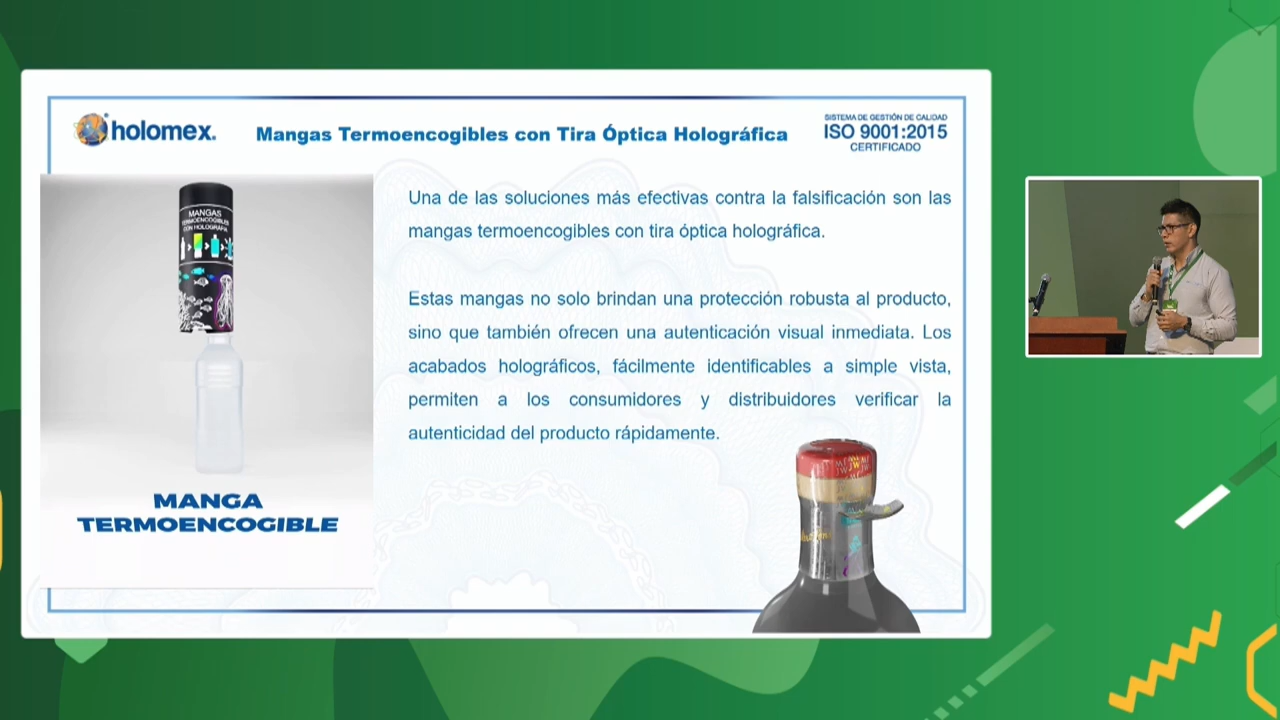 holomex.
Mangas Termoencogibles con Tira Óptica Holográfica
SISTEMA DE GESTIÓN DE CALIDAD
ISO 9001:2015
CERTIFICADO
MANGAS
TERMOENCOGIBLES
CON HOLOGRAFÍA
MANGA
TERMOENCOGIBLE
Una de las soluciones más efectivas contra la falsificación son las
mangas termoencogibles con tira óptica holográfica.
Estas mangas no solo brindan una protección robusta al producto,
sino que también ofrecen una autenticación visual inmediata. Los
acabados holográficos, fácilmente identificables a simple vista,
permiten a los consumidores y distribuidores verificar la
autenticidad del producto rápidamente.